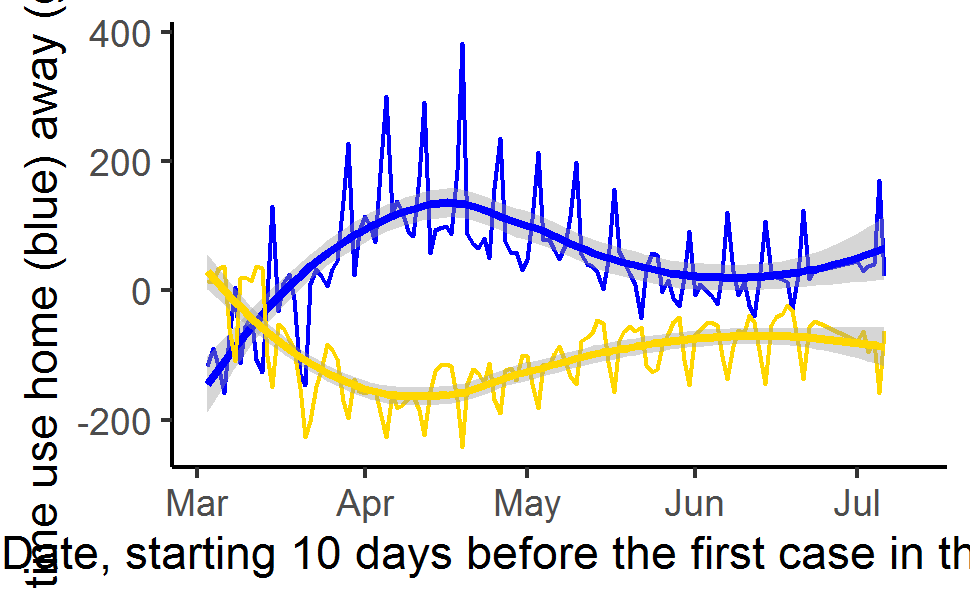 time use home (blue) away (
400
200
0
-200
Mar Apr May Jun Jul
Date, starting 10 days before the first case in th